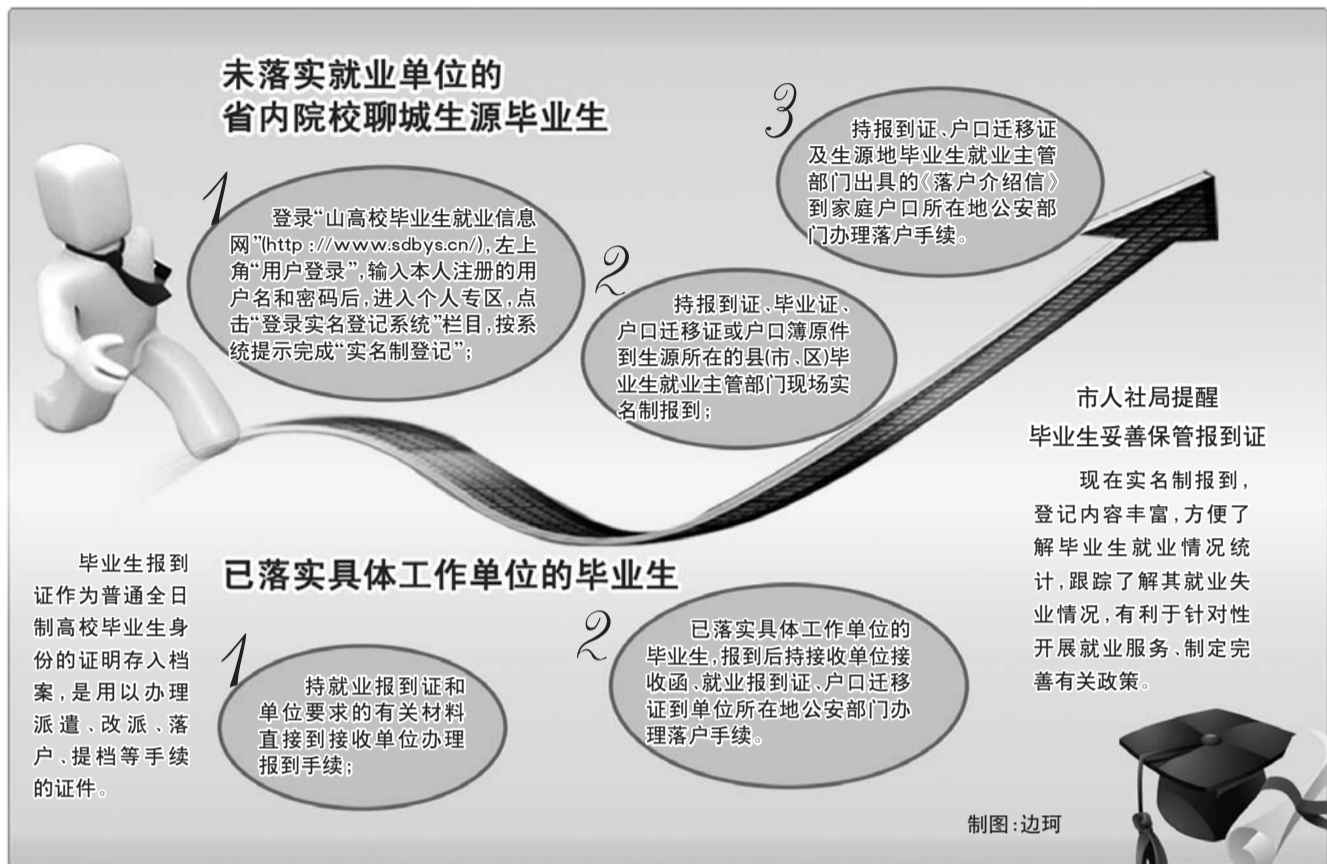 未落实就业单位的
省内院校聊城生源毕业生
1
登录“山高校毕业生就业信息
网”(http://www.sdbys.cn/),左上
角“用户登录”,输入本人注册的用
户名和密码后,进入个人专区,点
击“登录实名登记系统”栏目,按系
统提示完成“实名制登记”;
2
持报到证、毕业证、
户口迁移证或户口簿原件
到生源所在的县(市、区)毕
业生就业主管部门现场实
名制报到;
3
持报到证、户口迁移证
及生源地毕业生就业主管
部门出具的《落户介绍信》
到家庭户口所在地公安部
门办理落户手续。
毕业生报到
证作为普通全日
制高校毕业生身
份的证明存入档
案,是用以办理
派遣、改派、落
户、提档等手续
的证件。
已落实具体工作单位的毕业生
1
持就业报到证和
单位要求的有关材料
直接到接收单位办理
报到手续;
2
已落实具体工作单位的
毕业生,报到后持接收单位接
收函、就业报到证、户口迁移
证到单位所在地公安部门办
理落户手续。
市人社局提醒
毕业生妥善保管报到证
现在实名制报到,
登记内容丰富,方便了
解毕业生就业情况统
计,跟踪了解其就业失
业情况,有利于针对性
开展就业服务、制定完
善有关政策。
制图:边珂